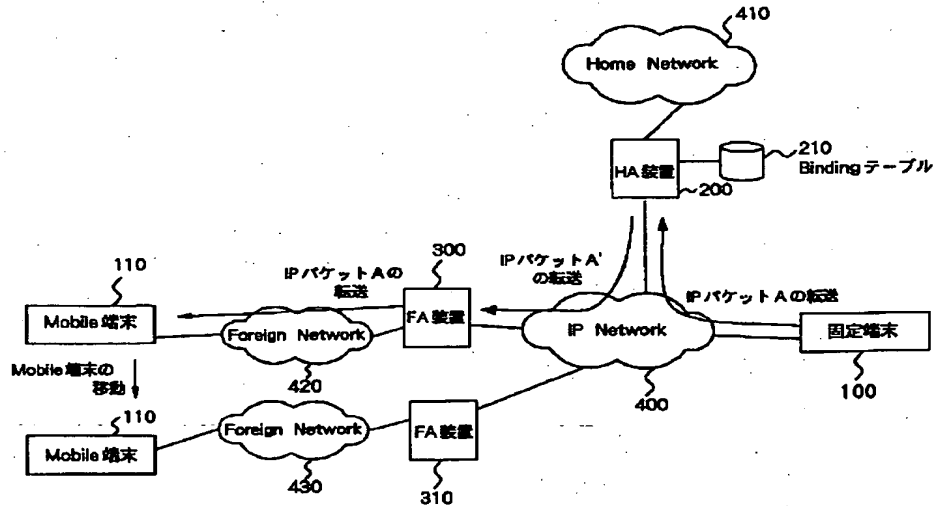 410
Home Network
HA装置
200
210
Bindingテーブル
110
Mobile端末
IPパケットAの
転送
300
FA装置
IPパケットA'
の転送
IPパケットAの転送
Foreign Network
420
IP Network
400
固定端末
100
Mobile端末の
移動
110
Mobile端末
Foreign Network
430
FA装置
310